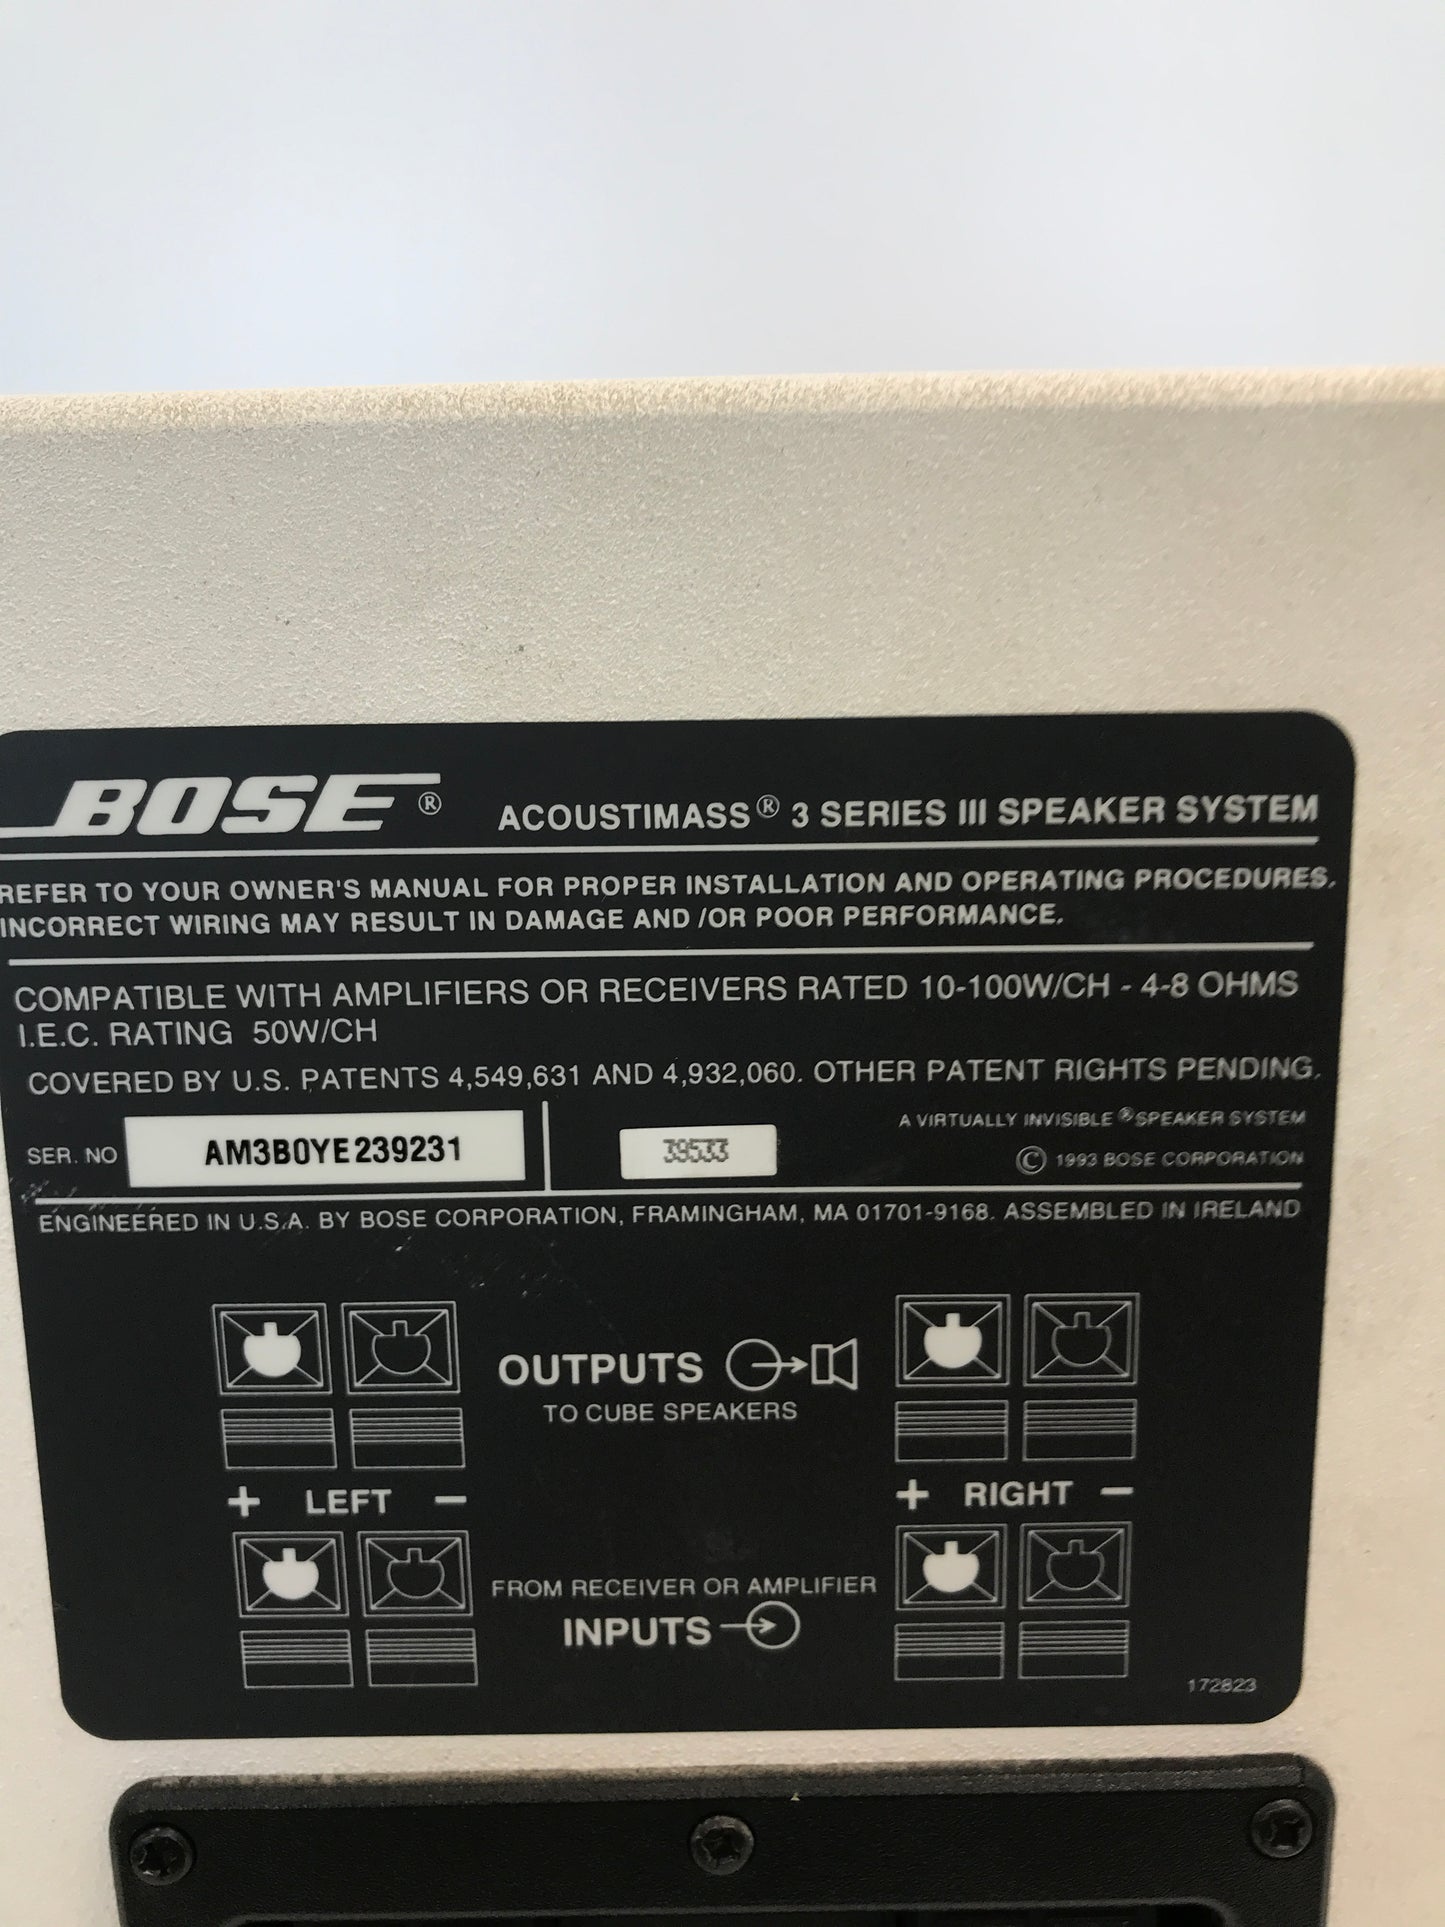 BOSE® ACOUSTIMASS® 3 SERIES III SPEAKER SYSTEM
REFER TO YOUR OWNER'S MANUAL FOR PROPER INSTALLATION AND OPERATING PROCEDURES.
INCORRECT WIRING MAY RESULT IN DAMAGE AND /OR POOR PERFORMANCE.
COMPATIBLE WITH AMPLIFIERS OR RECEIVERS RATED 10-100W/CH - 4-8 OHMS
I.E.C. RATING 50W/CH
COVERED BY U.S. PATENTS 4,549,631 AND 4,932,060. OTHER PATENT RIGHTS PENDING.
SER. NO AM3B0YE239231
39533
A VIRTUALLY INVISIBLE ® SPEAKER SYSTEM
© 1993 BOSE CORPORATION
ENGINEERED IN U.S.A. BY BOSE CORPORATION, FRAMINGHAM, MA 01701-9168. ASSEMBLED IN IRELAND
OUTPUTS
TO CUBE SPEAKERS
+ LEFT −
+ RIGHT −
FROM RECEIVER OR AMPLIFIER
INPUTS
172823